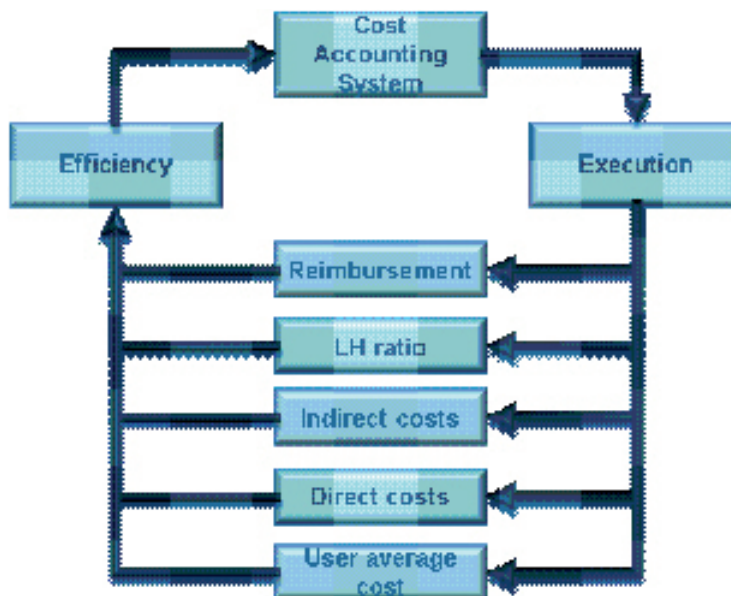 Cost
Accounting
System
Efficiency
Execution
Reimbursement
LH ratio
Indirect costs
Direct costs
User average
cost